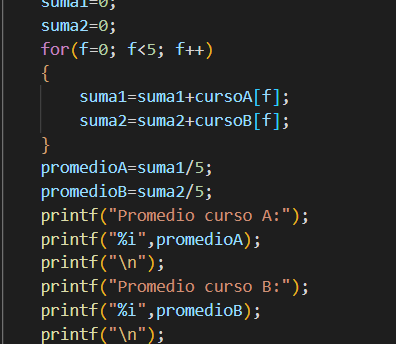 suma1=0;
suma2=0;
for(f=0; f<5; f++)
{
suma1=suma1+cursoA[f];
suma2=suma2+cursoB[f];
}
promedioA=suma1/5;
promedioB=suma2/5;
printf("Promedio curso A:");
printf("%i",promedioA);
printf("\n");
printf("Promedio curso B:");
printf("%i",promedioB);
printf("\n");